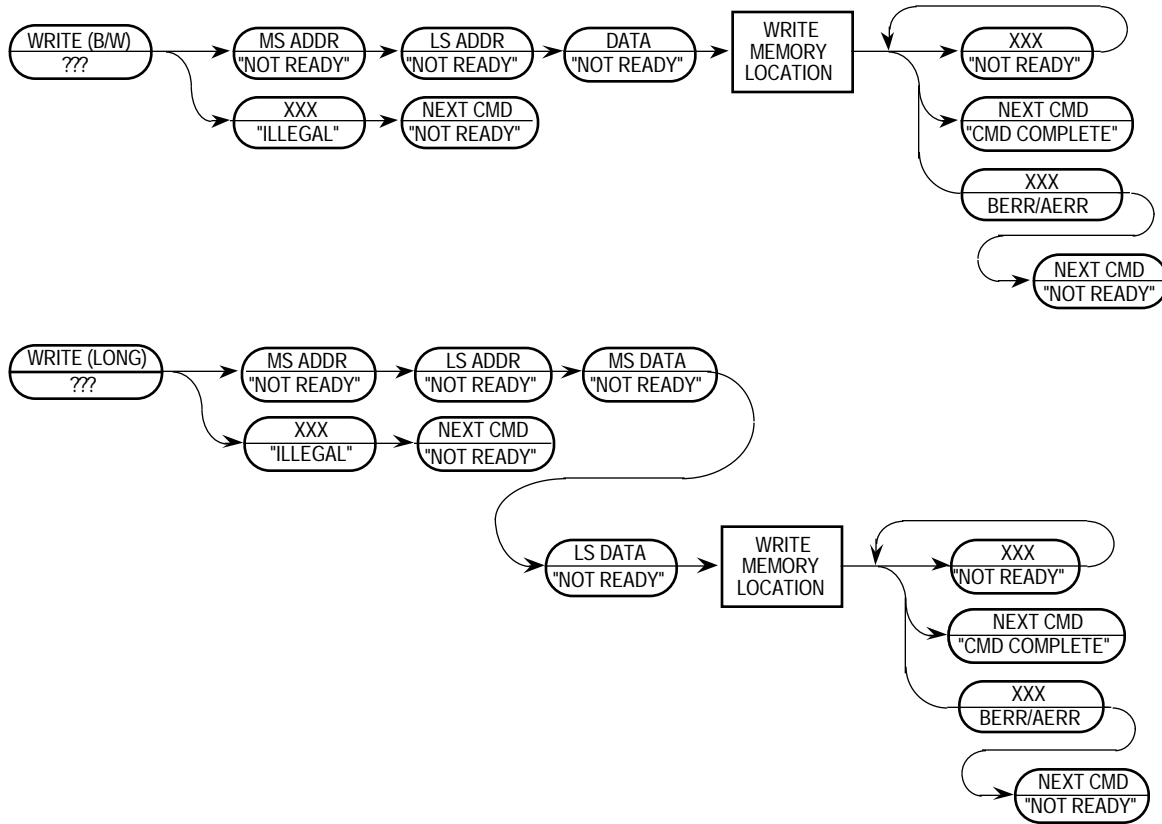 WRITE (B/W)
???
MS ADDR
"NOT READY"
LS ADDR
"NOT READY"
DATA
"NOT READY"
WRITE
MEMORY
LOCATION
XXX
"NOT READY"
XXX
"ILLEGAL"
NEXT CMD
"NOT READY"
NEXT CMD
"CMD COMPLETE"
XXX
BERR/AERR
NEXT CMD
"NOT READY"
WRITE (LONG)
???
MS ADDR
"NOT READY"
LS ADDR
"NOT READY"
MS DATA
"NOT READY"
XXX
"ILLEGAL"
NEXT CMD
"NOT READY"
LS DATA
"NOT READY"
WRITE
MEMORY
LOCATION
XXX
"NOT READY"
NEXT CMD
"CMD COMPLETE"
XXX
BERR/AERR
NEXT CMD
"NOT READY"